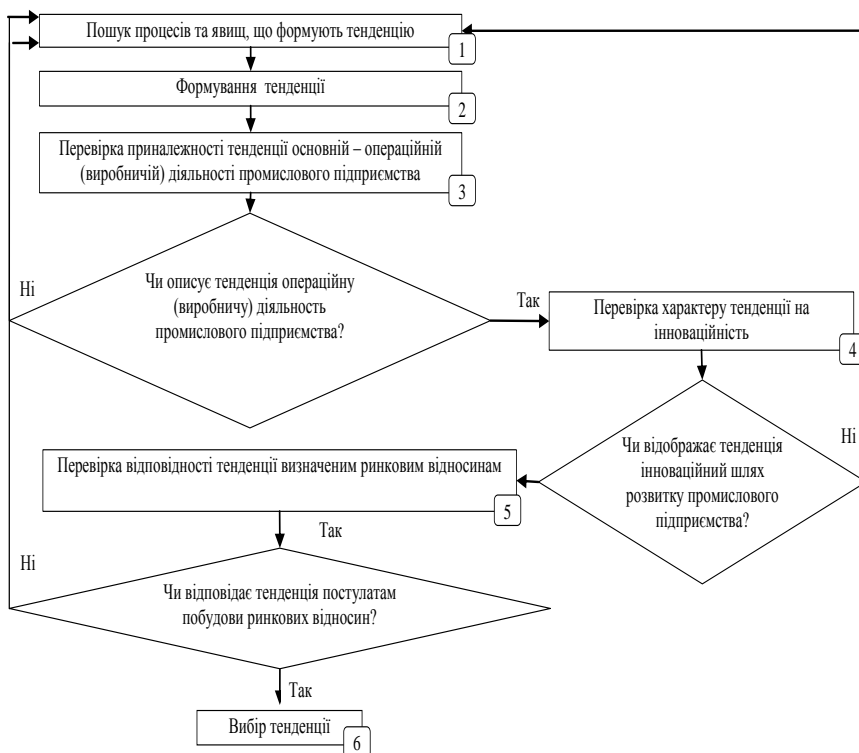 Пошук процесів та явищ, що формують тенденцію
1
Формування тенденції
2
Перевірка приналежності тенденції основній – операційній
(виробничій) діяльності промислового підприємства
3
Ні
Чи описує тенденція операційну
(виробничу) діяльность
промислового підприємства?
Так
Перевірка характеру тенденції на
інноваційність
4
Ні
Чи відображає тенденція
інноваційний шлях
розвитку промислового
підприємства?
Перевірка відповідності тенденції визначеним ринковим відносинам
5
Так
Ні
Чи відповідає тенденція постулатам
побудови ринкових відносин?
Так
Вибір тенденції
6